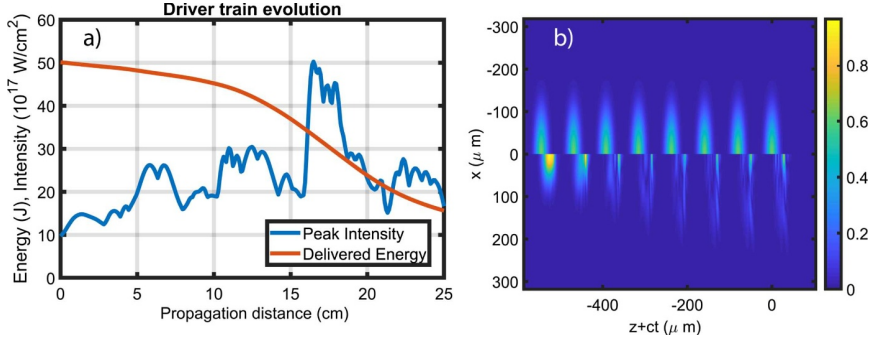 Driver train evolution
a)
Energy (J), Intensity (10^17 W/cm^2)
60
50
40
30
20
10
0
0 5 10 15 20 25
Propagation distance (cm)
Peak Intensity
Delivered Energy
b)
x (μ m)
-300
-200
-100
0
100
200
300
-400 -200 0
z+ct (μ m)
0.8
0.6
0.4
0.2
0